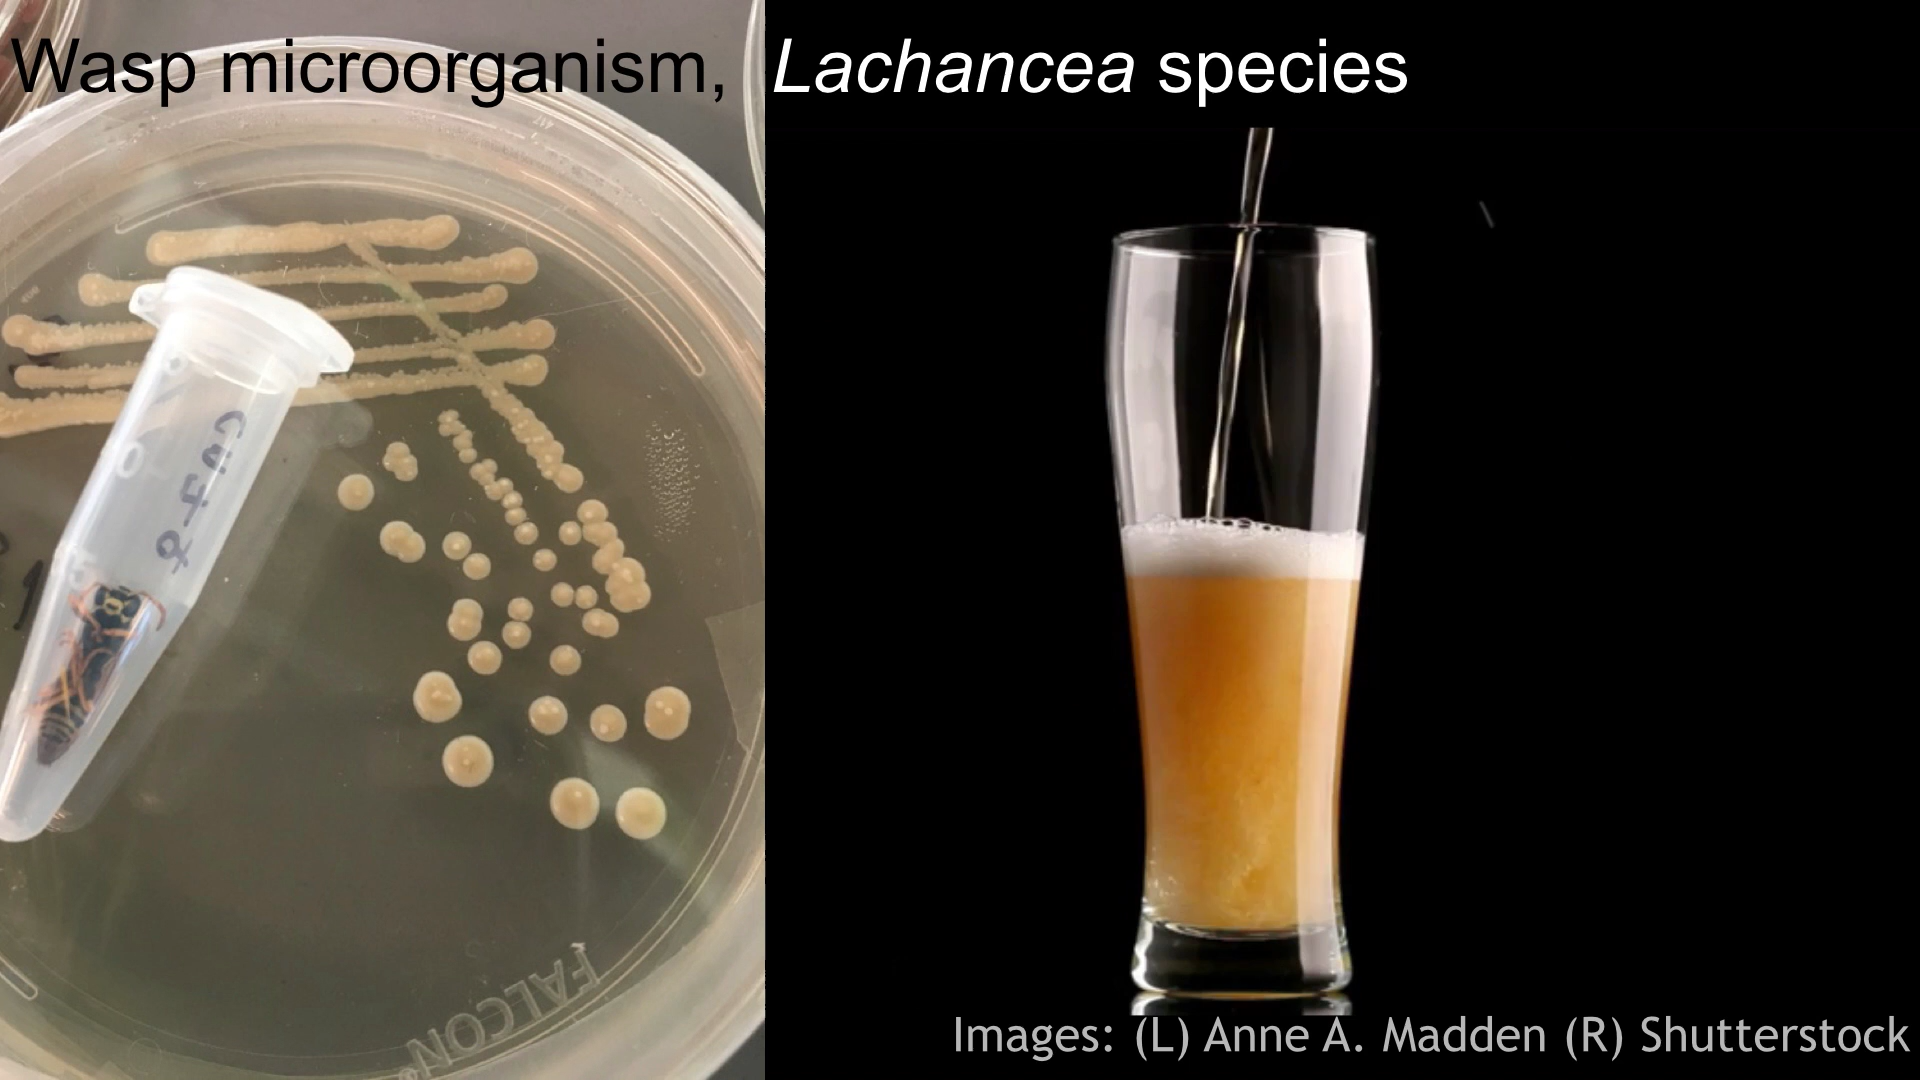 Wasp microorganism, Lachancea species
FALCON
Images: (L) Anne A. Madden (R) Shutterstock